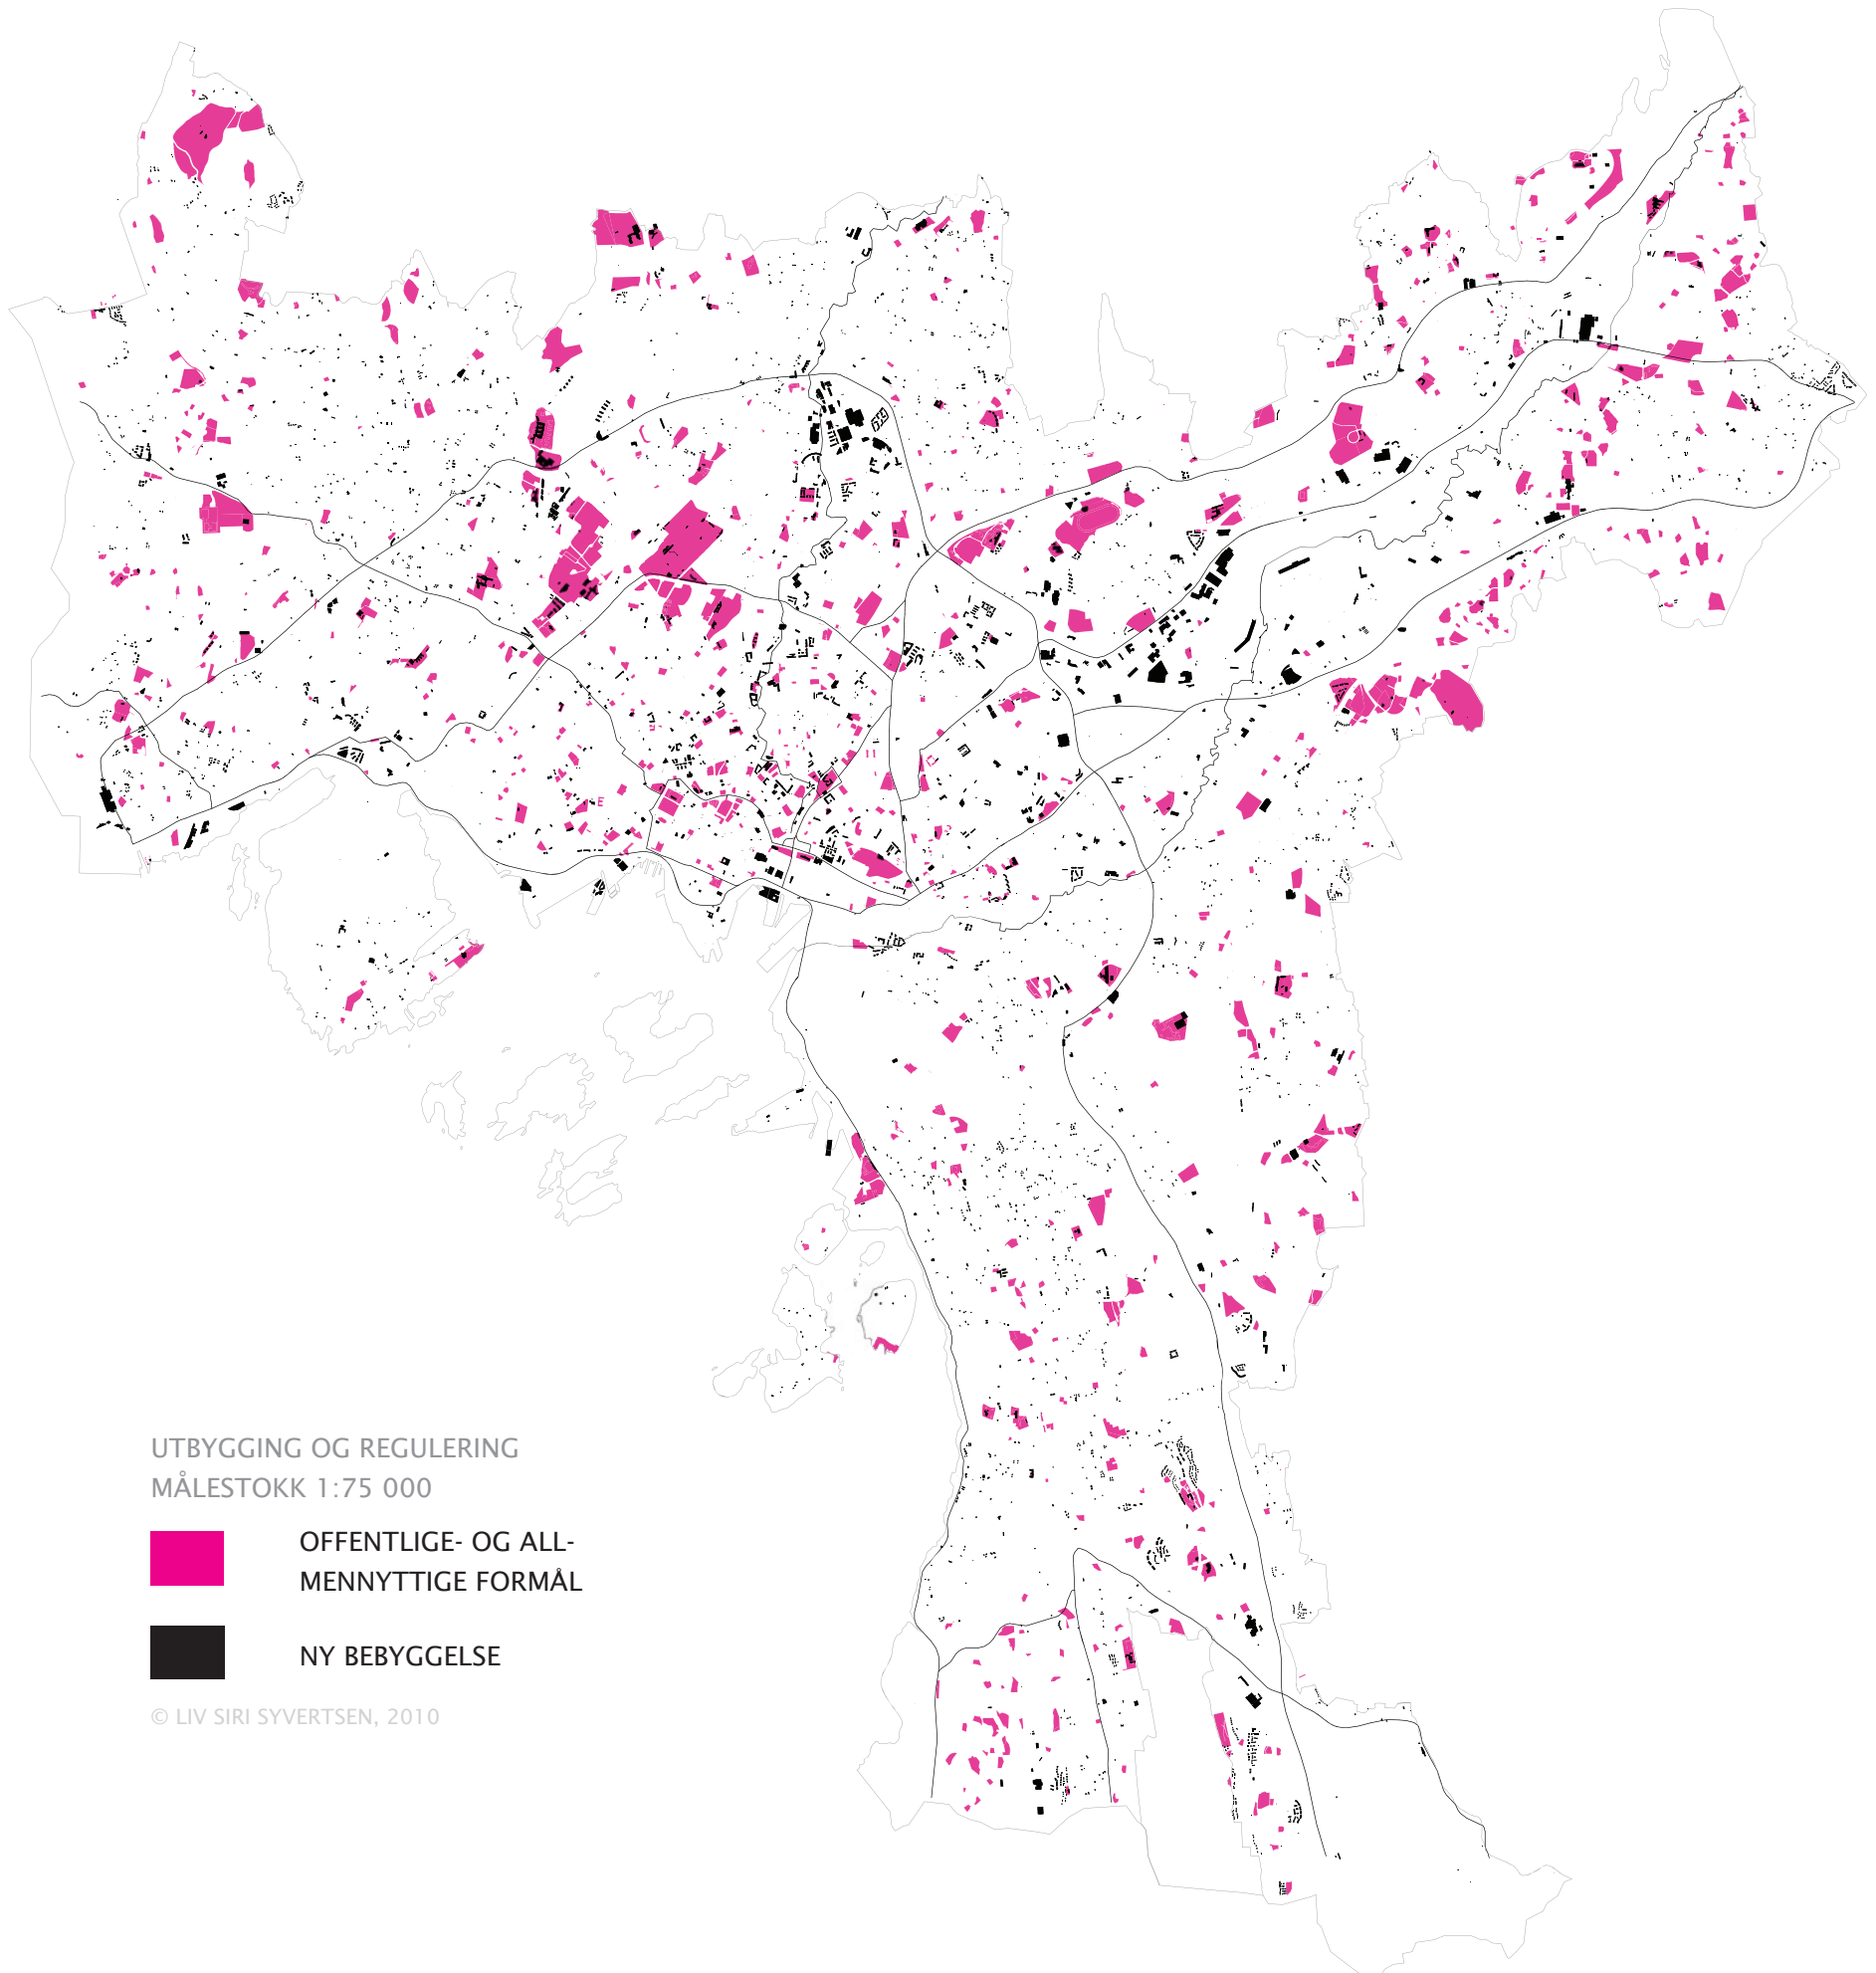 UTBYGGING OG REGULERING
MÅLESTOKK 1:75 000
OFFENTLIGE- OG ALL-
MENNYTTIGE FORMÅL
NY BEBYGGELSE
© LIV SIRI SYVERTSEN, 2010